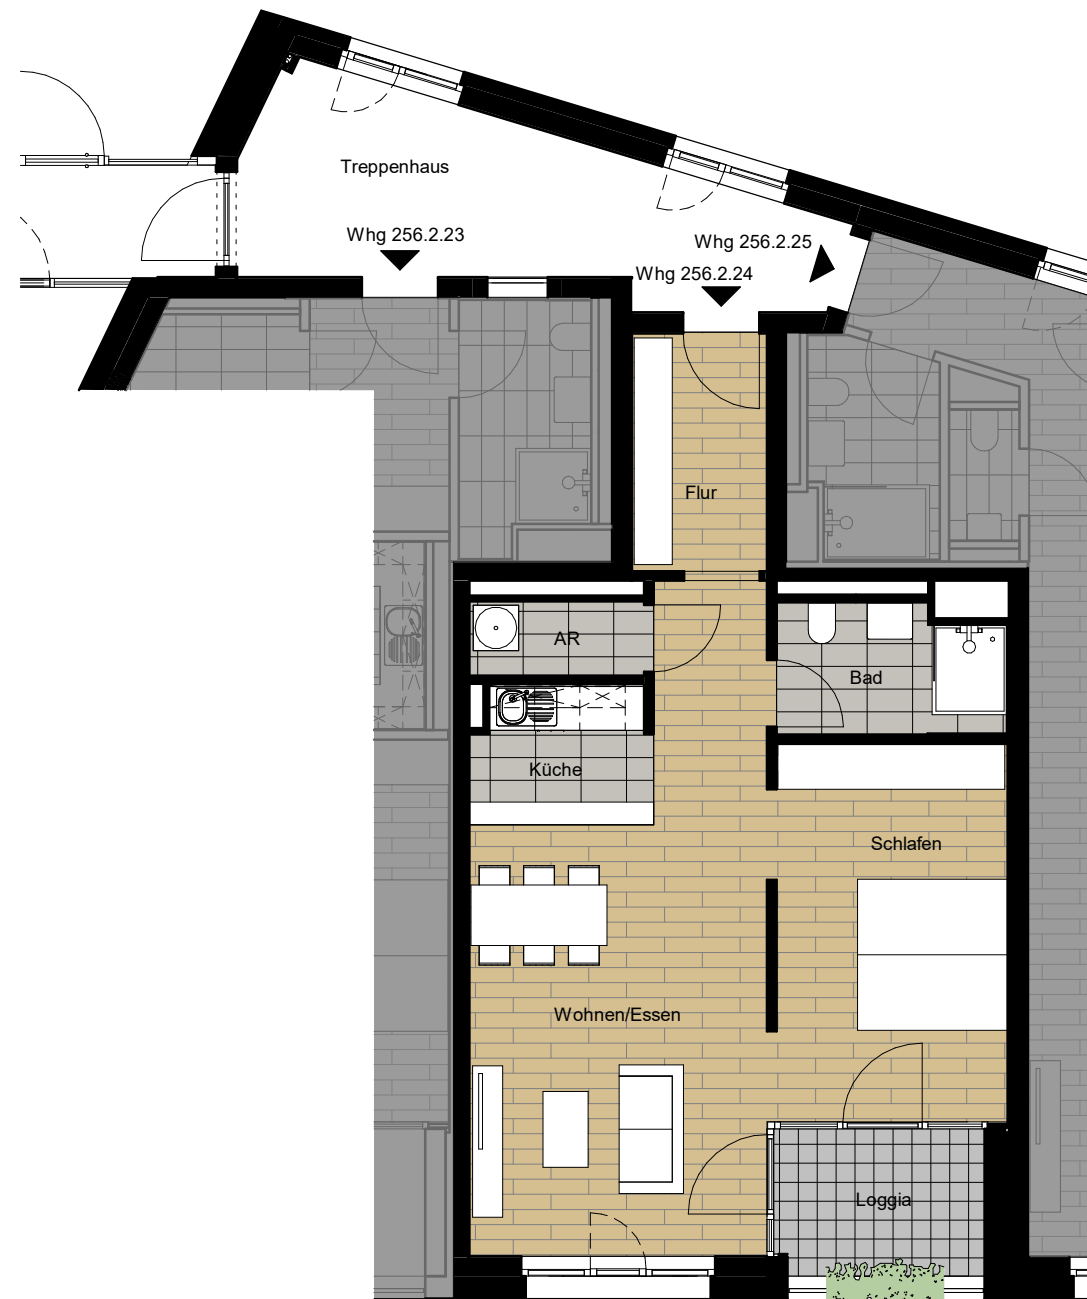 Treppenhaus
Whg 256.2.23
Whg 256.2.25
Whg 256.2.24
Flur
AR
Bad
Küche
Schlafen
Wohnen/Essen
Loggia